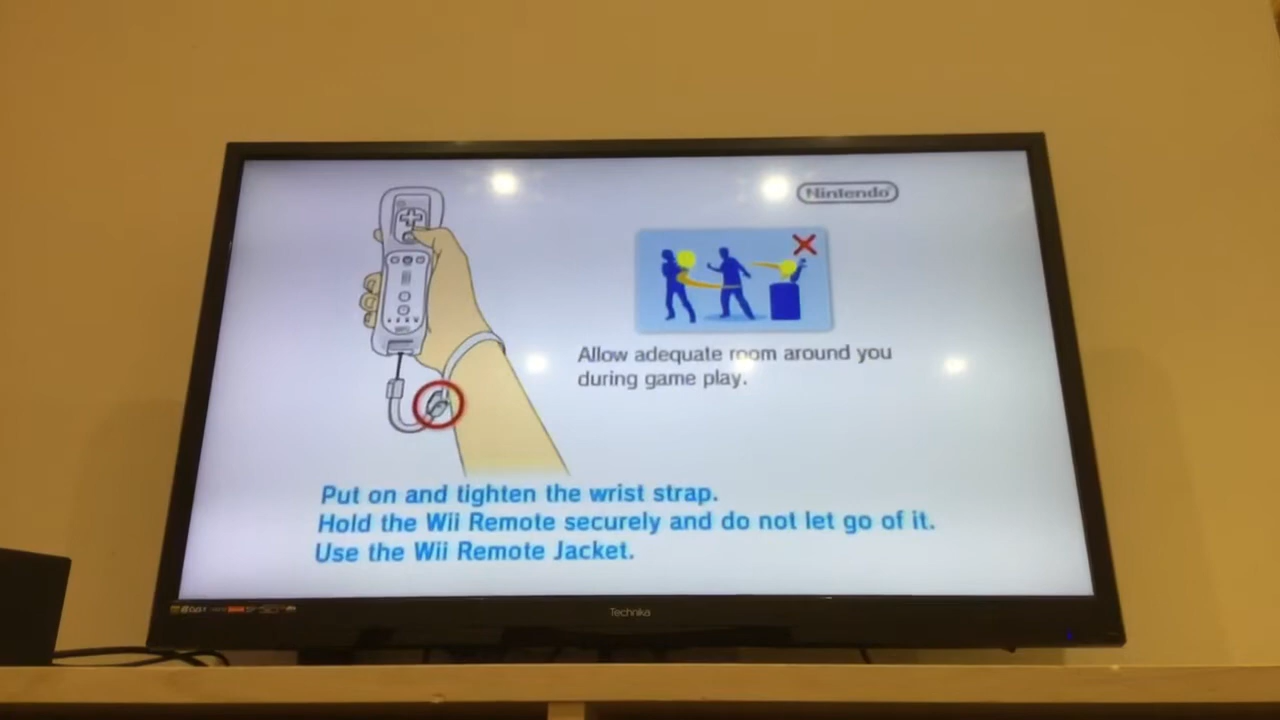 Nintendo
Allow adequate room around you
during game play.
Put on and tighten the wrist strap.
Hold the Wii Remote securely and do not let go of it.
Use the Wii Remote Jacket.
Technika